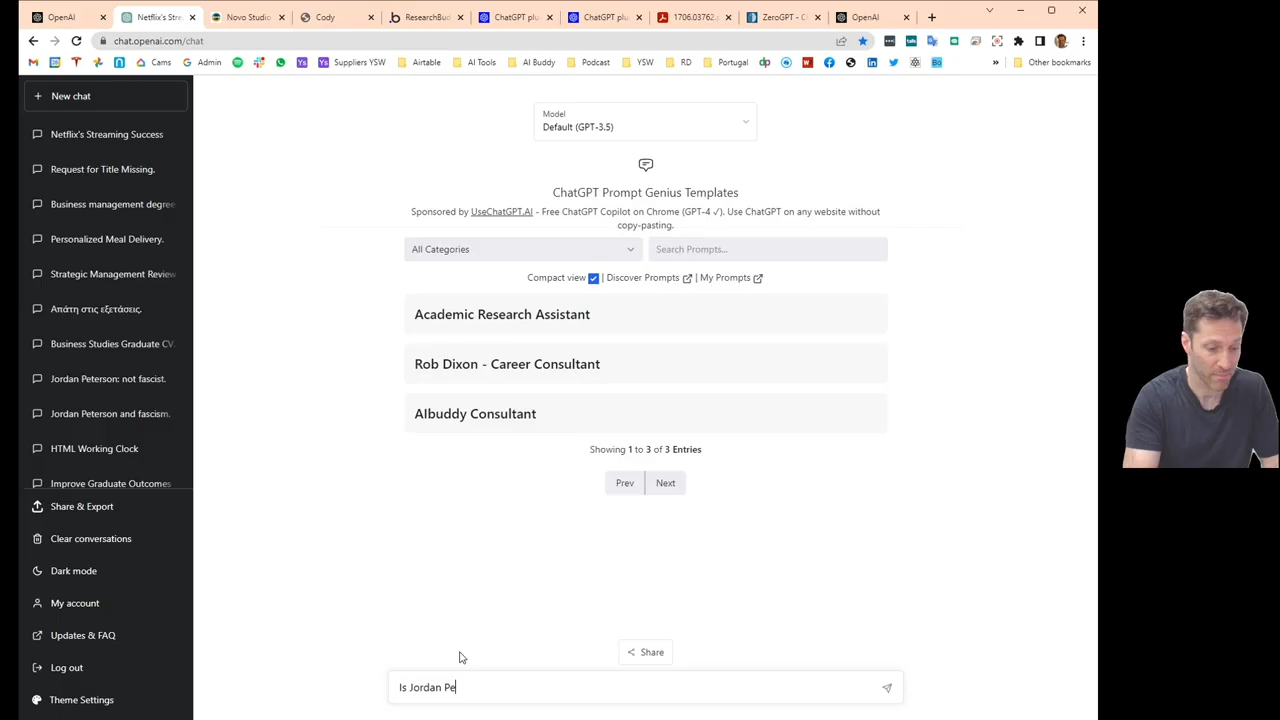 OpenAI
Netflix's Strea
Novo Studio
Cody
ResearchBud
ChatGPT plu
ChatGPT plu
1706.03762.
ZeroGPT - C
OpenAI
chat.openai.com/chat
Cams
Admin
Suppliers YSW
Airtable
AI Tools
AI Buddy
Podcast
YSW
RD
Portugal
Other bookmarks
New chat
Netflix's Streaming Success
Request for Title Missing.
Business management degree
Personalized Meal Delivery.
Strategic Management Review
Απάτη στις εξετάσεις.
Business Studies Graduate CV.
Jordan Peterson: not fascist.
Jordan Peterson and fascism.
HTML Working Clock
Improve Graduate Outcomes
Share & Export
Clear conversations
Dark mode
My account
Updates & FAQ
Log out
Theme Settings
Model
Default (GPT-3.5)
ChatGPT Prompt Genius Templates
Sponsored by UseChatGPT.AI - Free ChatGPT Copilot on Chrome (GPT-4 ✓). Use ChatGPT on any website without
copy-pasting.
All Categories
Search Prompts...
Compact view | Discover Prompts | My Prompts
Academic Research Assistant
Rob Dixon - Career Consultant
AIbuddy Consultant
Showing 1 to 3 of 3 Entries
Prev
Next
Share
Is Jordan Pe